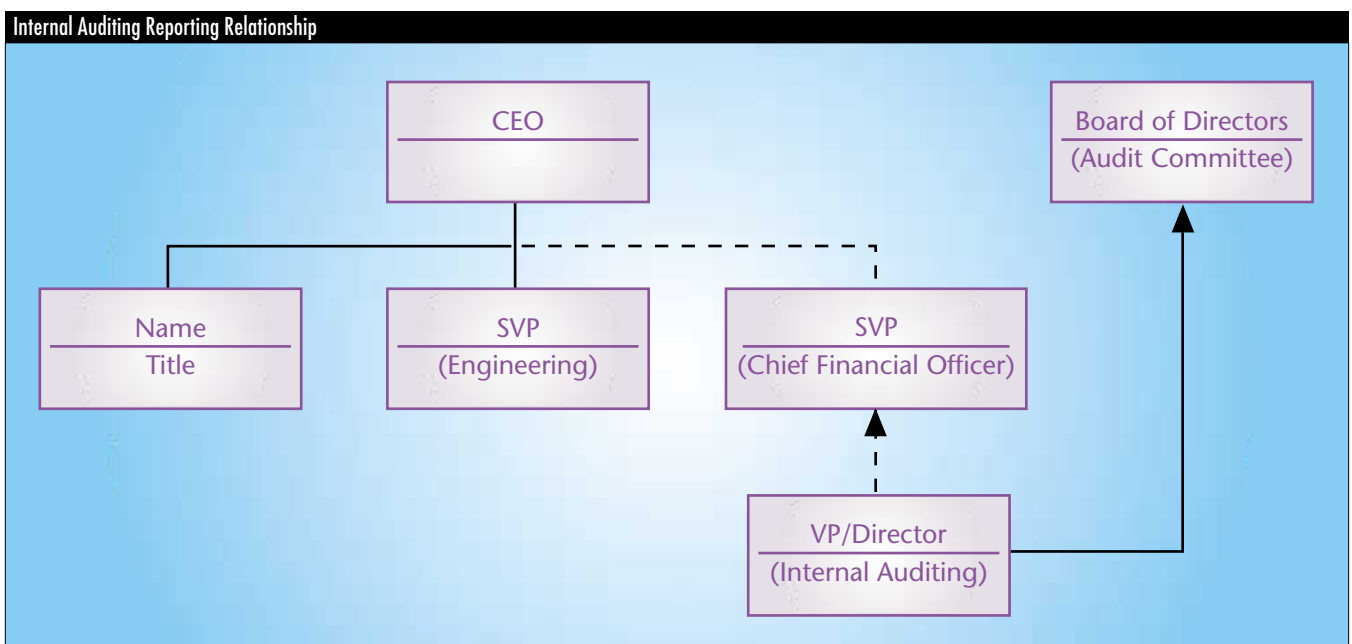 Internal Auditing Reporting Relationship
CEO
Board of Directors
(Audit Committee)
Name
Title
SVP
(Engineering)
SVP
(Chief Financial Officer)
VP/Director
(Internal Auditing)